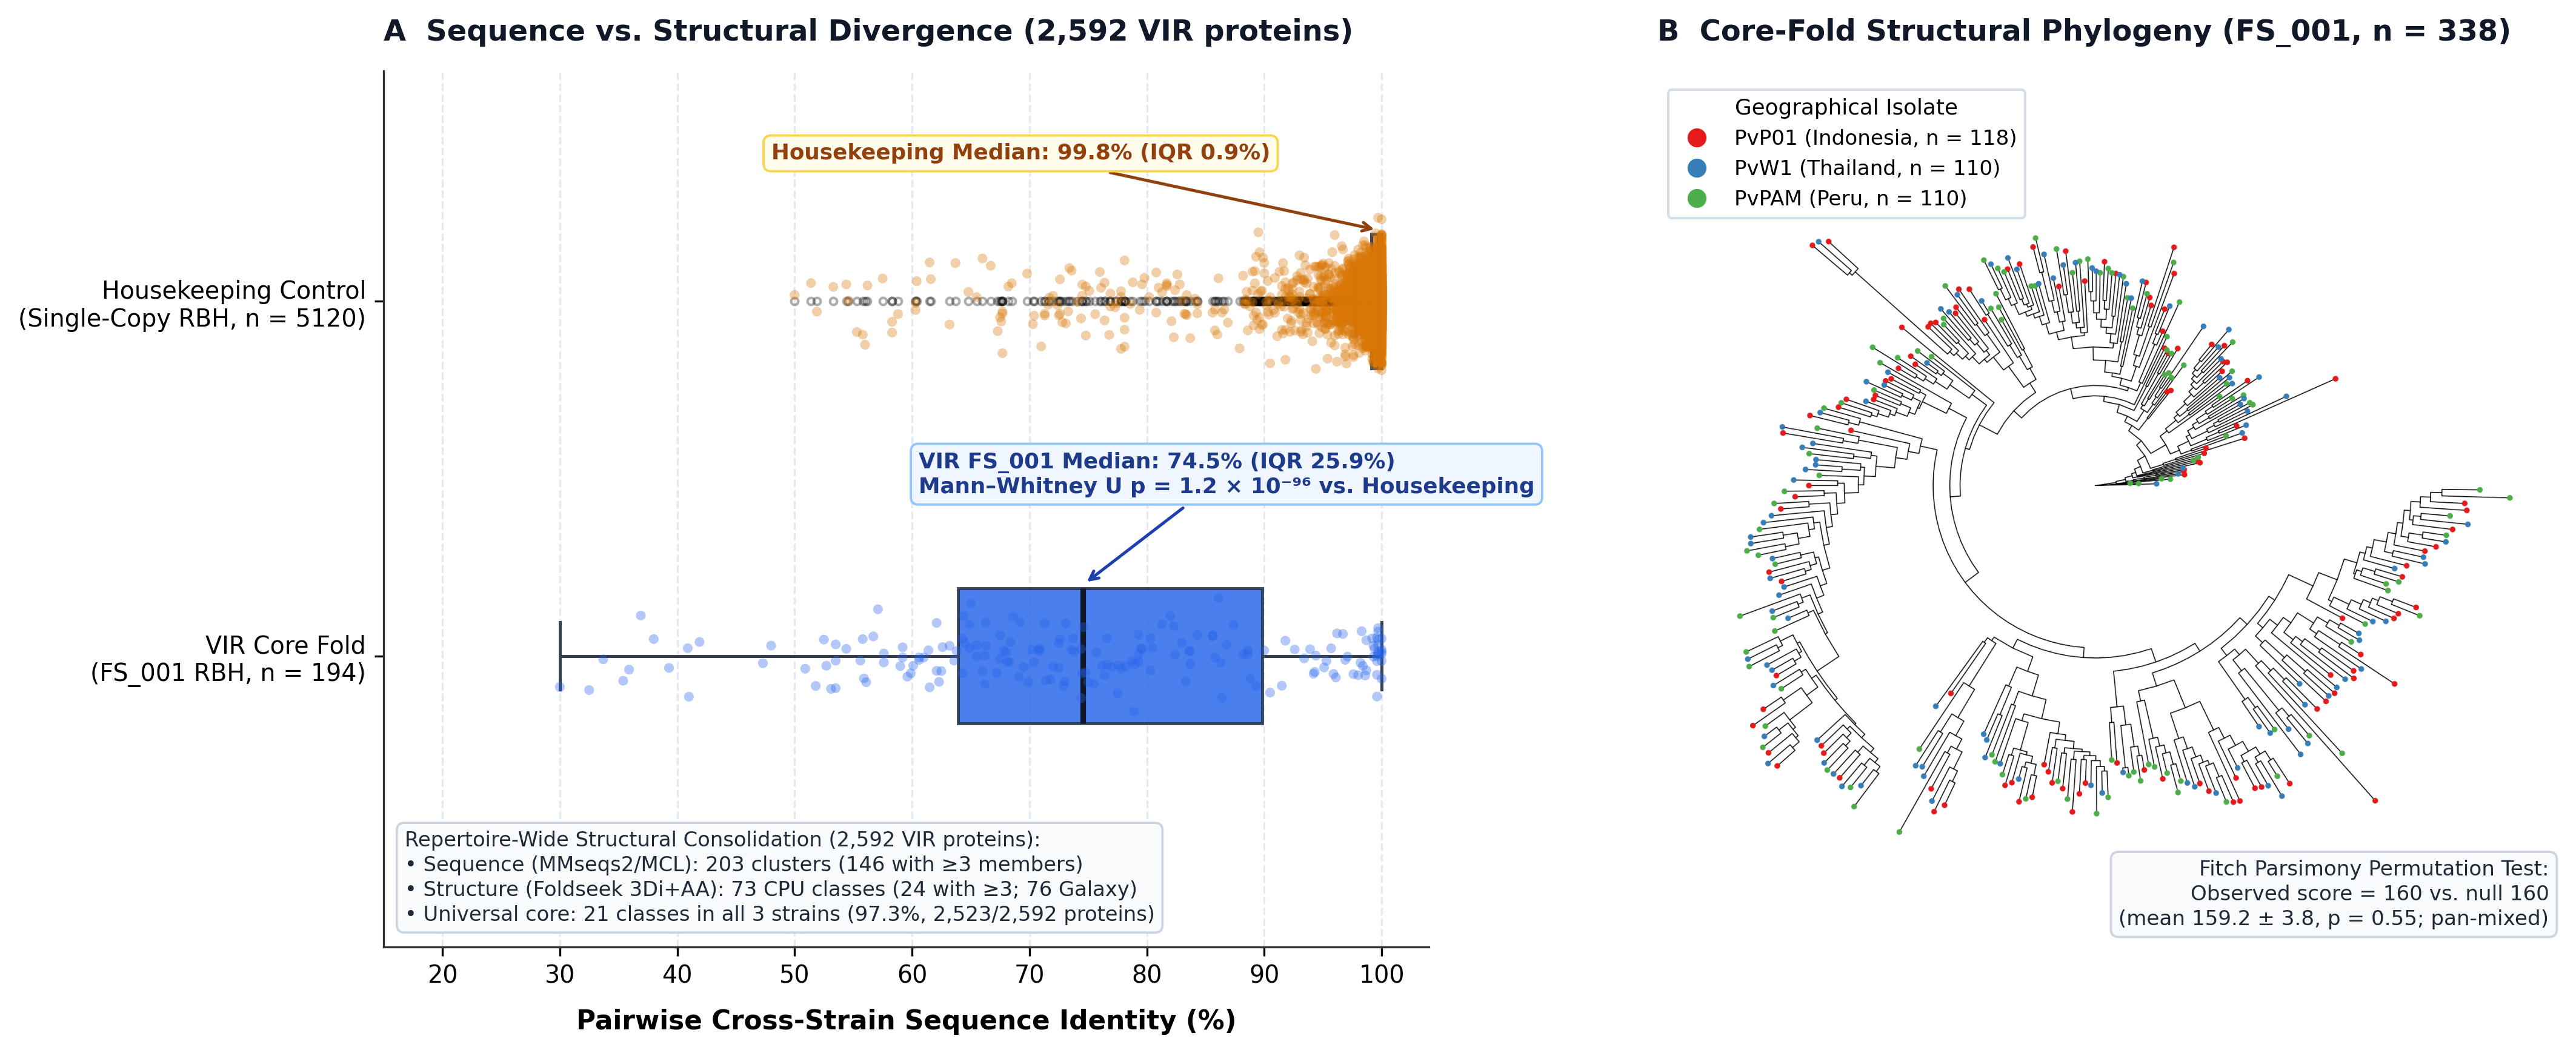 A Sequence vs. Structural Divergence (2,592 VIR proteins)
Housekeeping Median: 99.8% (IQR 0.9%)
Housekeeping Control
(Single-Copy RBH, n = 5120)
VIR FS_001 Median: 74.5% (IQR 25.9%)
Mann–Whitney U p = 1.2 × 10⁻⁹⁶ vs. Housekeeping
VIR Core Fold
(FS_001 RBH, n = 194)
Repertoire-Wide Structural Consolidation (2,592 VIR proteins):
• Sequence (MMseqs2/MCL): 203 clusters (146 with ≥3 members)
• Structure (Foldseek 3Di+AA): 73 CPU classes (24 with ≥3; 76 Galaxy)
• Universal core: 21 classes in all 3 strains (97.3%, 2,523/2,592 proteins)
20 30 40 50 60 70 80 90 100
Pairwise Cross-Strain Sequence Identity (%)
B Core-Fold Structural Phylogeny (FS_001, n = 338)
Geographical Isolate
PvP01 (Indonesia, n = 118)
PvW1 (Thailand, n = 110)
PvPAM (Peru, n = 110)
Fitch Parsimony Permutation Test:
Observed score = 160 vs. null 160
(mean 159.2 ± 3.8, p = 0.55; pan-mixed)